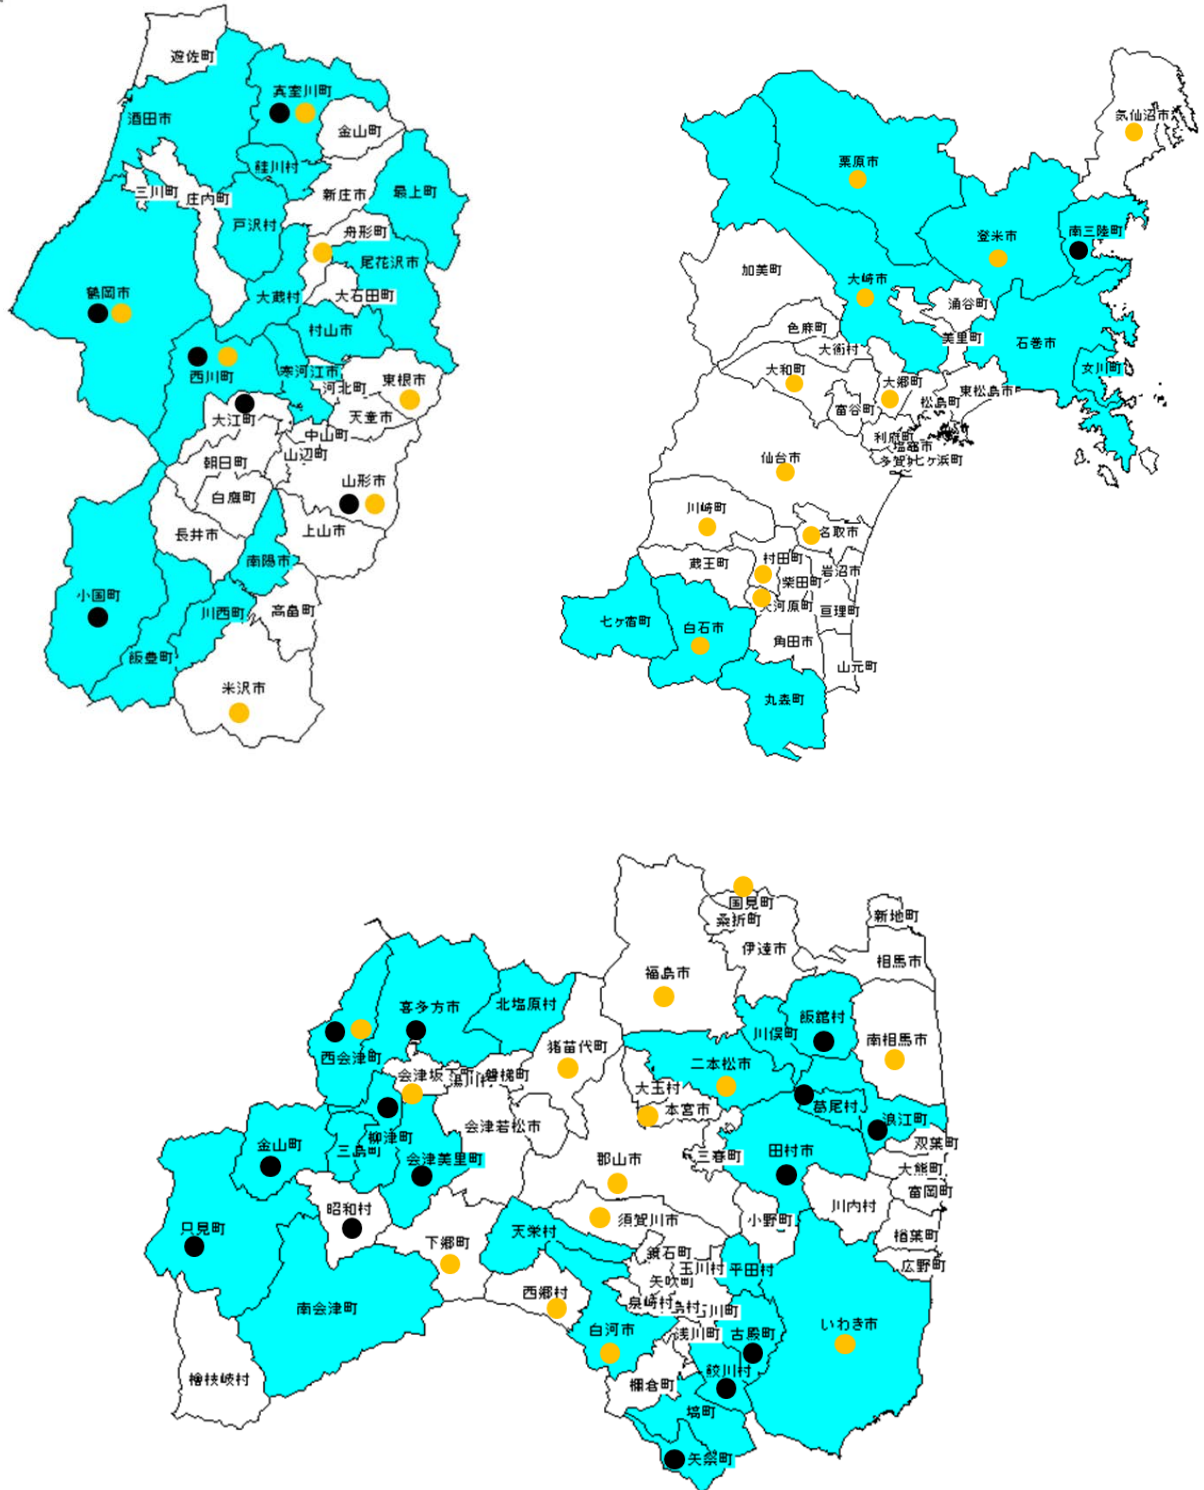 遊佐町
真室川町
酒田市
金山町
鮭川村
三川町
庄内町
新庄市
最上町
戸沢村
舟形町
尾花沢市
鶴岡市
大蔵村
大石田町
村山市
西川町
寒河江市
河北町
東根市
大江町
天童市
中山町
山辺町
朝日町
山形市
白鷹町
長井市
上山市
南陽市
小国町
川西町
高畠町
飯豊町
米沢市
気仙沼市
栗原市
登米市
南三陸町
加美町
大崎市
涌谷町
色麻町
美里町
石巻市
大衡村
大和町
大郷町
女川町
富谷町
松島町
東松島市
利府町
塩竈市
七ヶ浜町
仙台市
川崎町
名取市
蔵王町
村田町
岩沼市
柴田町
大河原町
亘理町
七ヶ宿町
白石市
角田市
山元町
丸森町
国見町
桑折町
新地町
伊達市
相馬市
福島市
喜多方市
北塩原村
飯舘村
川俣町
南相馬市
西会津町
猪苗代町
二本松市
会津坂下町
磐梯町
大玉村
本宮市
葛尾村
浪江町
会津若松市
柳津町
双葉町
金山町
三島町
会津美里町
三春町
田村市
郡山市
大熊町
富岡町
昭和村
川内村
只見町
下郷町
天栄村
須賀川市
小野町
楢葉町
鏡石町
玉川村
平田村
広野町
西郷村
矢吹町
南会津町
泉崎村
白河市
浅川町
古殿町
いわき市
鮫川村
檜枝岐村
棚倉町
塙町
矢祭町